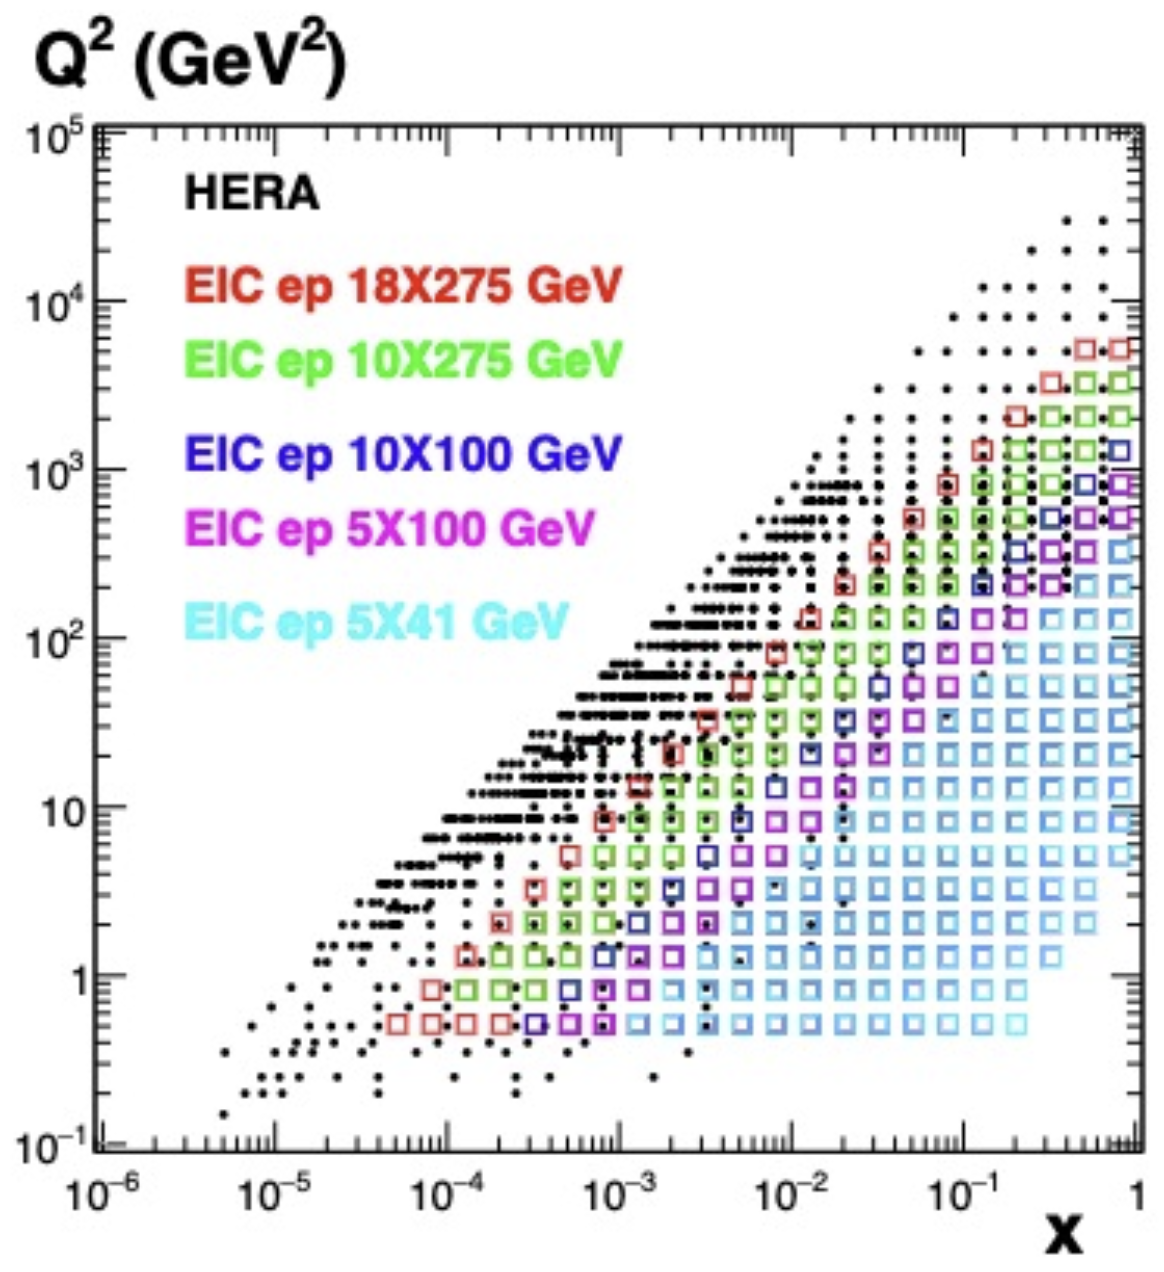 Q² (GeV²)
10⁵
HERA
EIC ep 18X275 GeV
10⁴
EIC ep 10X275 GeV
EIC ep 10X100 GeV
10³
EIC ep 5X100 GeV
EIC ep 5X41 GeV
10²
10
1
10⁻¹
10⁻⁶ 10⁻⁵ 10⁻⁴ 10⁻³ 10⁻² 10⁻¹ 1
x